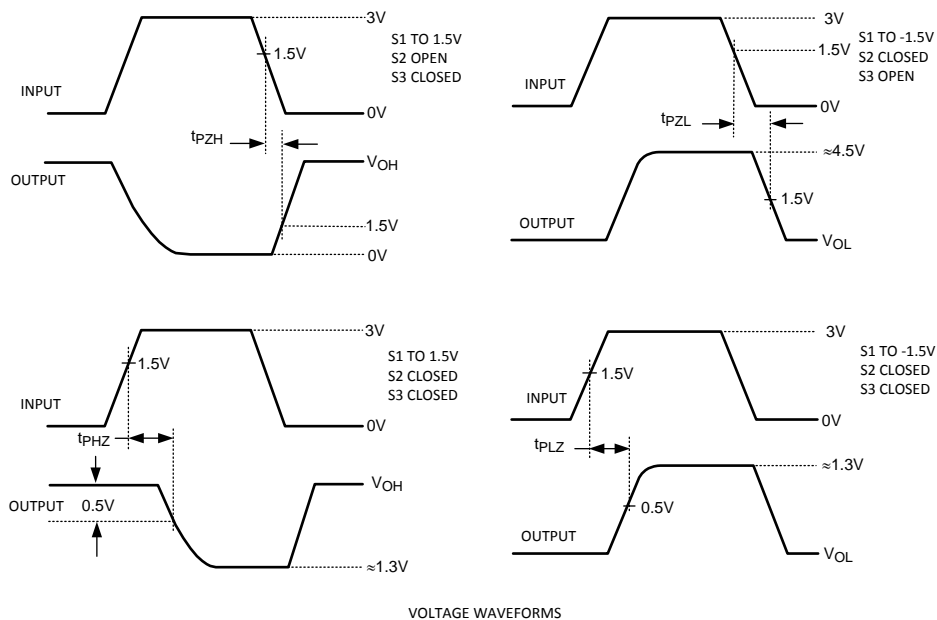 3V
1.5V
S1 TO 1.5V
S2 OPEN
S3 CLOSED
INPUT
0V
tPZH
VOH
OUTPUT
1.5V
0V
3V
1.5V
S1 TO -1.5V
S2 CLOSED
S3 OPEN
INPUT
0V
tPZL
≈4.5V
1.5V
OUTPUT
VOL
3V
1.5V
S1 TO 1.5V
S2 CLOSED
S3 CLOSED
INPUT
0V
tPHZ
VOH
OUTPUT 0.5V
≈1.3V
3V
1.5V
S1 TO -1.5V
S2 CLOSED
S3 CLOSED
INPUT
0V
tPLZ
≈1.3V
0.5V
OUTPUT
VOL
VOLTAGE WAVEFORMS